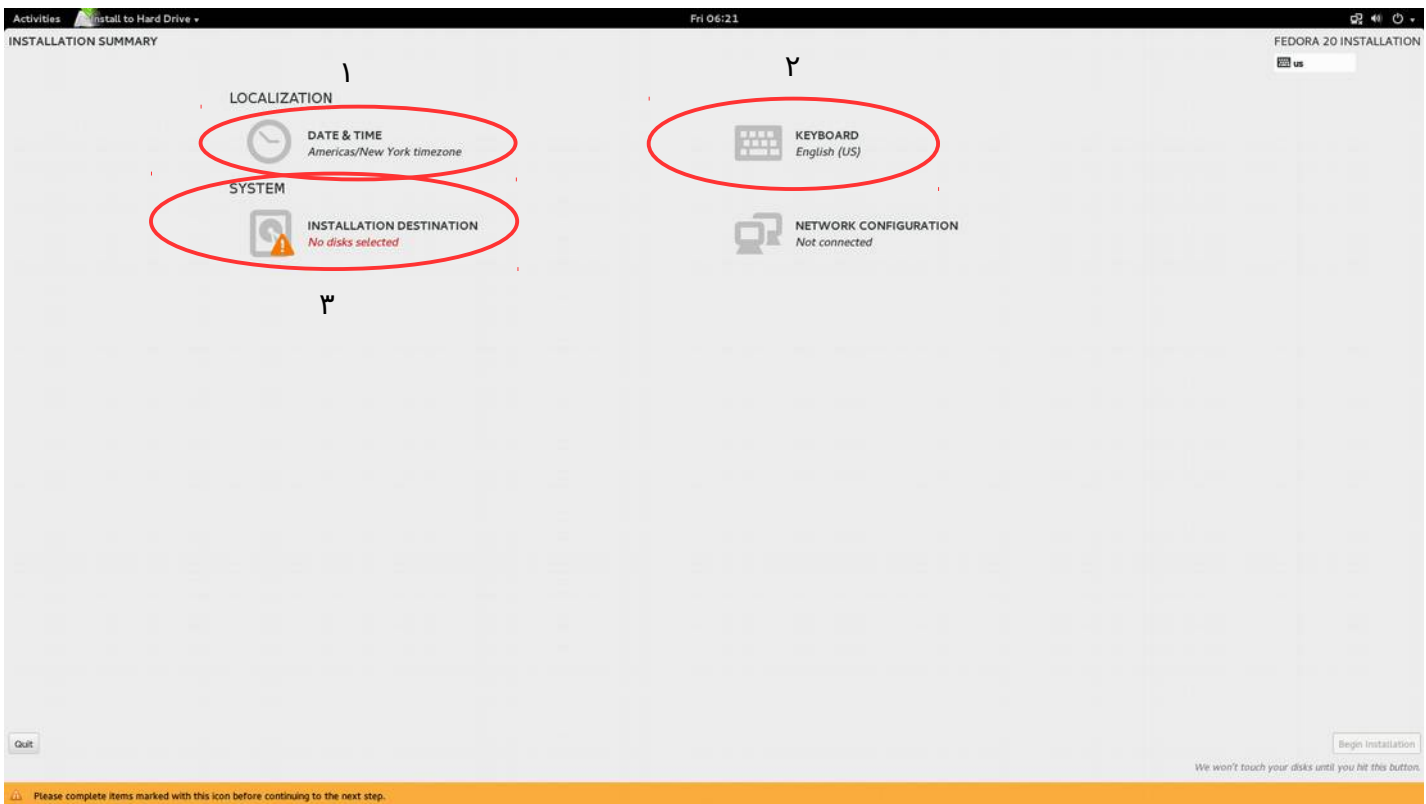 Activities Install to Hard Drive
Fri 06:21
INSTALLATION SUMMARY
FEDORA 20 INSTALLATION
us
۱
۲
LOCALIZATION
DATE & TIME
Americas/New York timezone
KEYBOARD
English (US)
SYSTEM
INSTALLATION DESTINATION
No disks selected
NETWORK CONFIGURATION
Not connected
۳
Quit
Begin Installation
We won't touch your disks until you hit this button.
Please complete items marked with this icon before continuing to the next step.